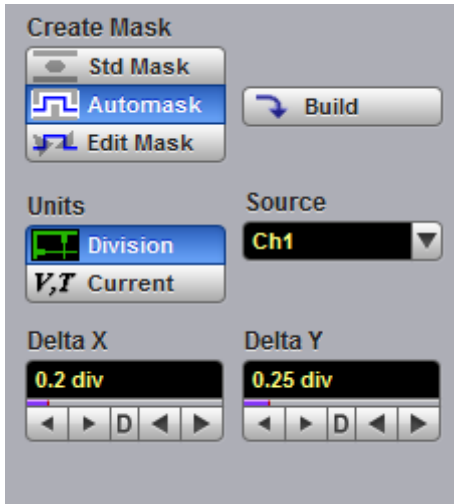 Create Mask
Std Mask
Automask
Build
Edit Mask
Units
Source
Division
Ch1
V,T Current
Delta X
Delta Y
0.2 div
0.25 div
D
D